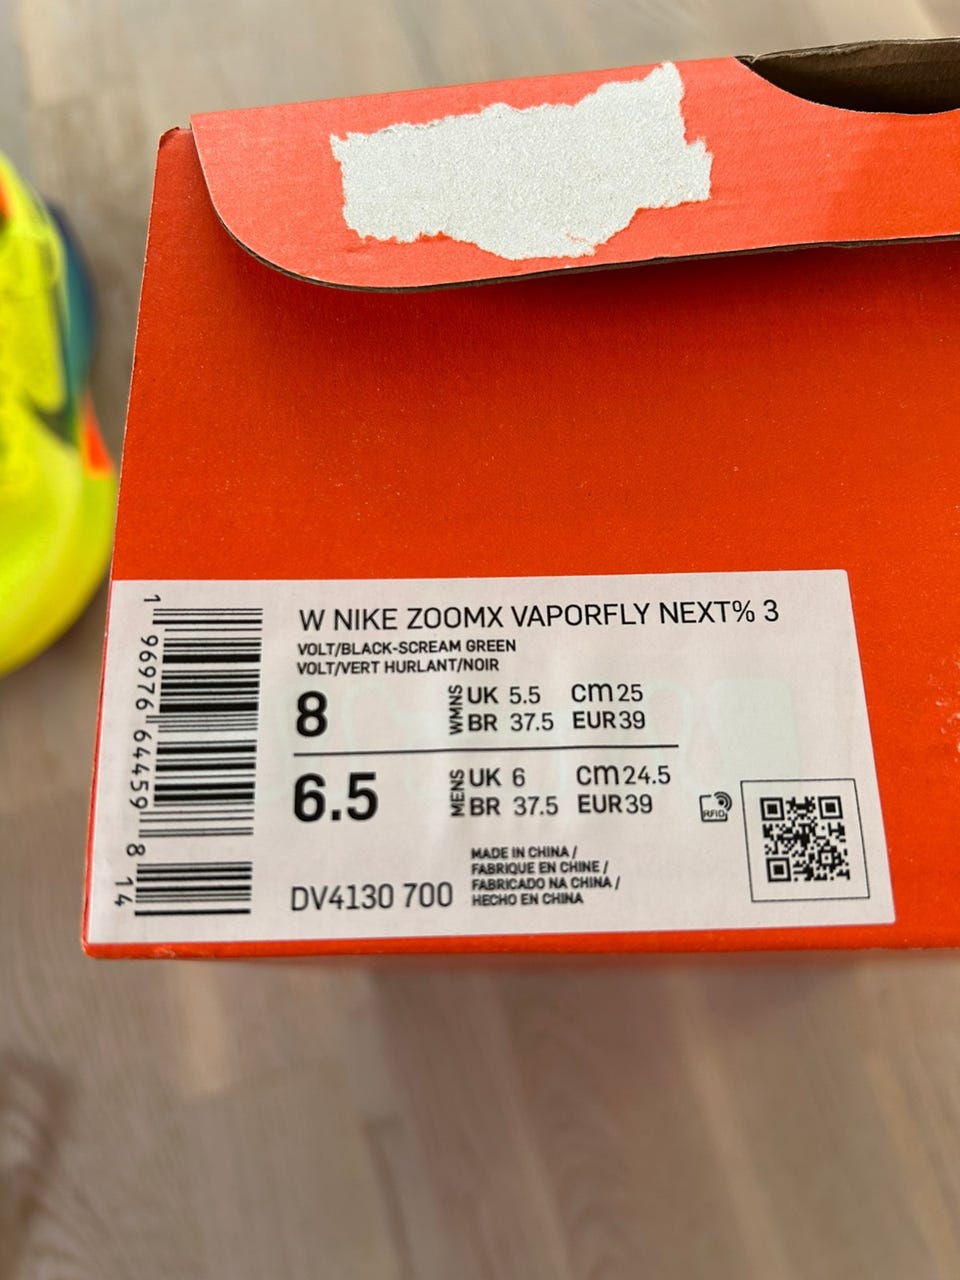 W NIKE ZOOMX VAPORFLY NEXT% 3
VOLT/BLACK-SCREAM GREEN
VOLT/VERT HURLANT/NOIR
8 WMNS UK 5.5 cm 25
BR 37.5 EUR 39
6.5 MENS UK 6 cm 24.5
BR 37.5 EUR 39
RFID
MADE IN CHINA /
FABRIQUE EN CHINE /
FABRICADO NA CHINA /
HECHO EN CHINA
DV4130 700
1 96976 64459 8 14